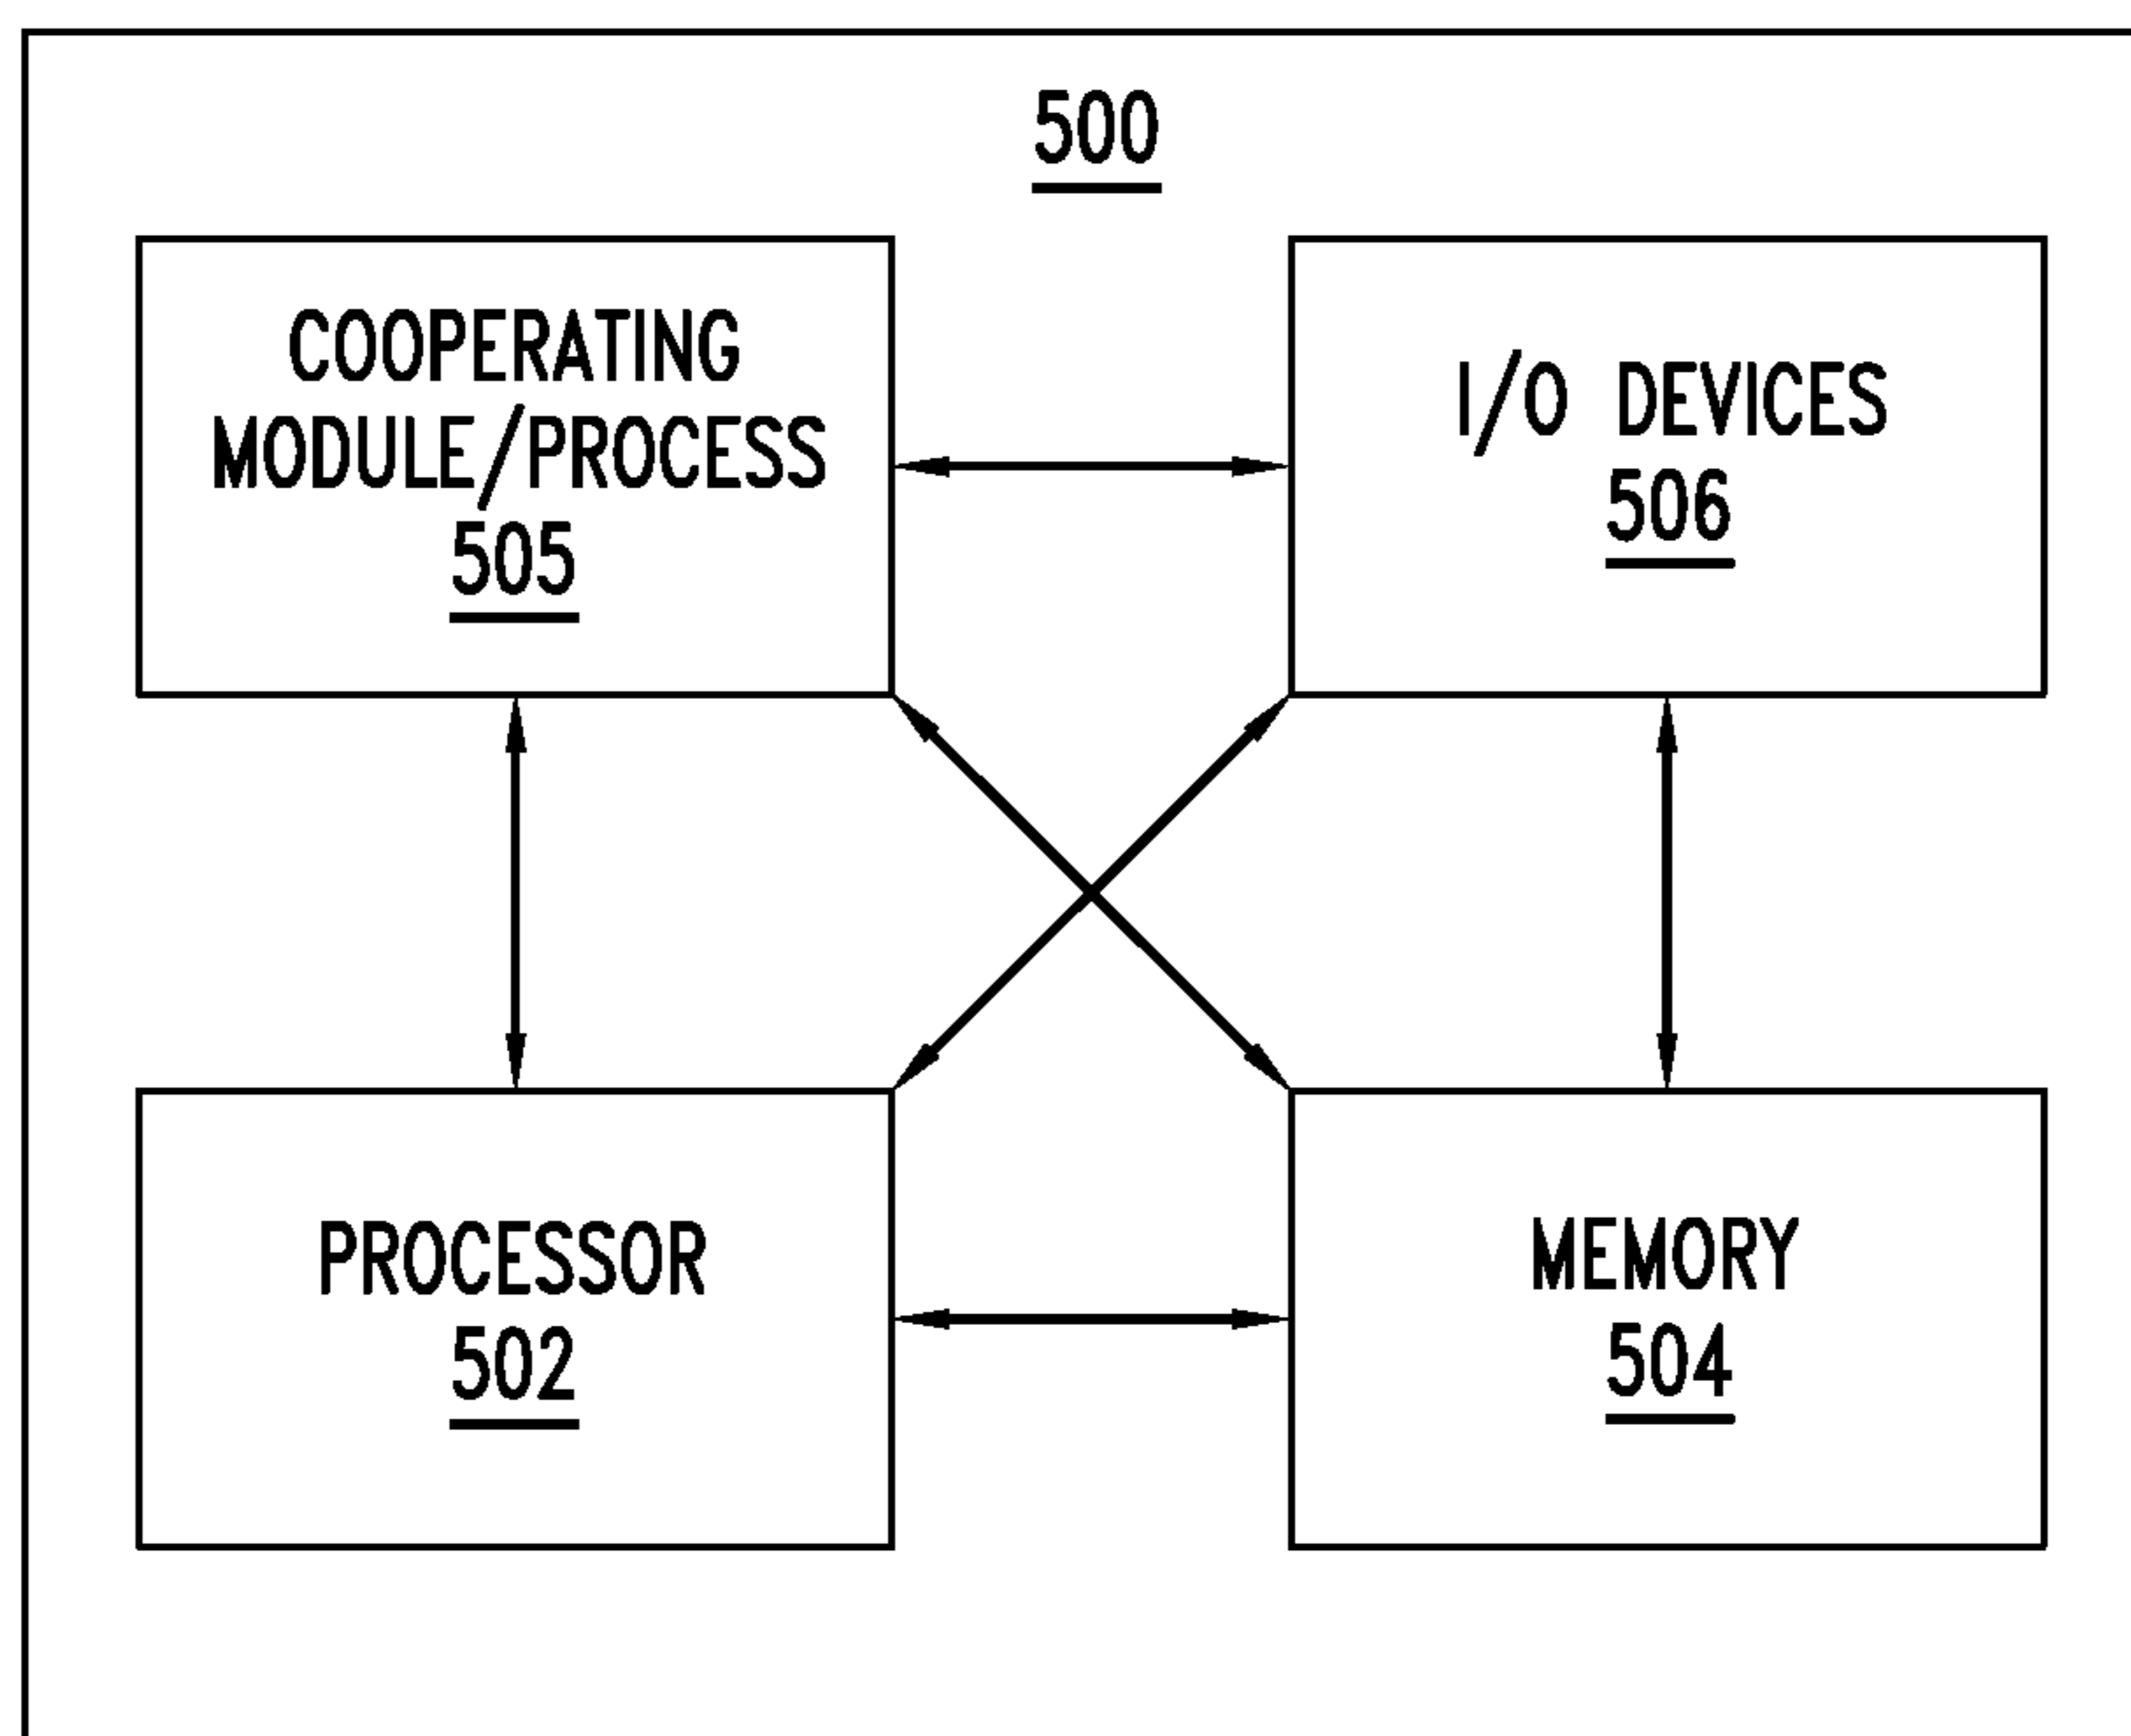 500
COOPERATING
MODULE/PROCESS
505
I/O DEVICES
506
PROCESSOR
502
MEMORY
504